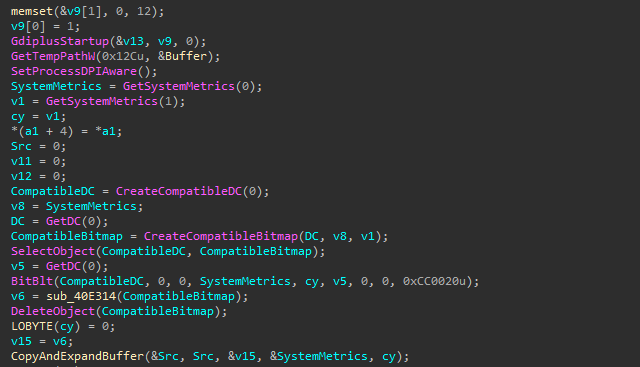 memset(&v9[1], 0, 12);
v9[0] = 1;
GdiplusStartup(&v13, v9, 0);
GetTempPathW(0x12Cu, &Buffer);
SetProcessDPIAware();
SystemMetrics = GetSystemMetrics(0);
v1 = GetSystemMetrics(1);
cy = v1;
*(a1 + 4) = *a1;
Src = 0;
v11 = 0;
v12 = 0;
CompatibleDC = CreateCompatibleDC(0);
v8 = SystemMetrics;
DC = GetDC(0);
CompatibleBitmap = CreateCompatibleBitmap(DC, v8, v1);
SelectObject(CompatibleDC, CompatibleBitmap);
v5 = GetDC(0);
BitBlt(CompatibleDC, 0, 0, SystemMetrics, cy, v5, 0, 0, 0xCC0020u);
v6 = sub_40E314(CompatibleBitmap);
DeleteObject(CompatibleBitmap);
LOBYTE(cy) = 0;
v15 = v6;
CopyAndExpandBuffer(&Src, Src, &v15, &SystemMetrics, cy);